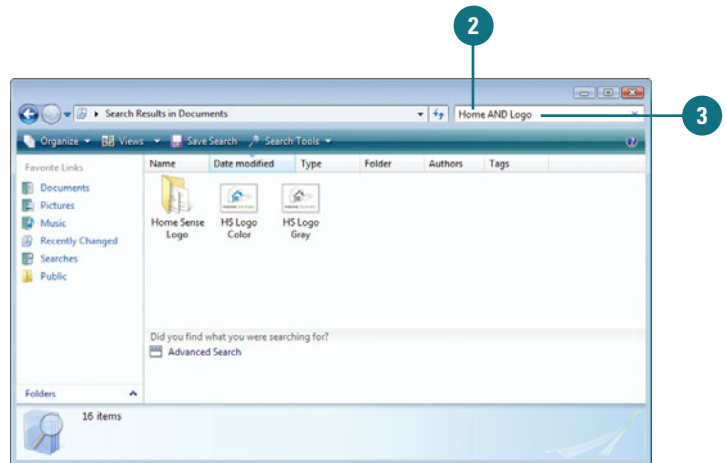 2
Search Results in Documents
Home AND Logo
3
Organize Views Save Search Search Tools
Favorite Links
Documents
Pictures
Music
Recently Changed
Searches
Public
Folders
Name Date modified Type Folder Authors Tags
Home Sense
Logo
HS Logo
Color
HS Logo
Gray
Did you find what you were searching for?
Advanced Search
16 items